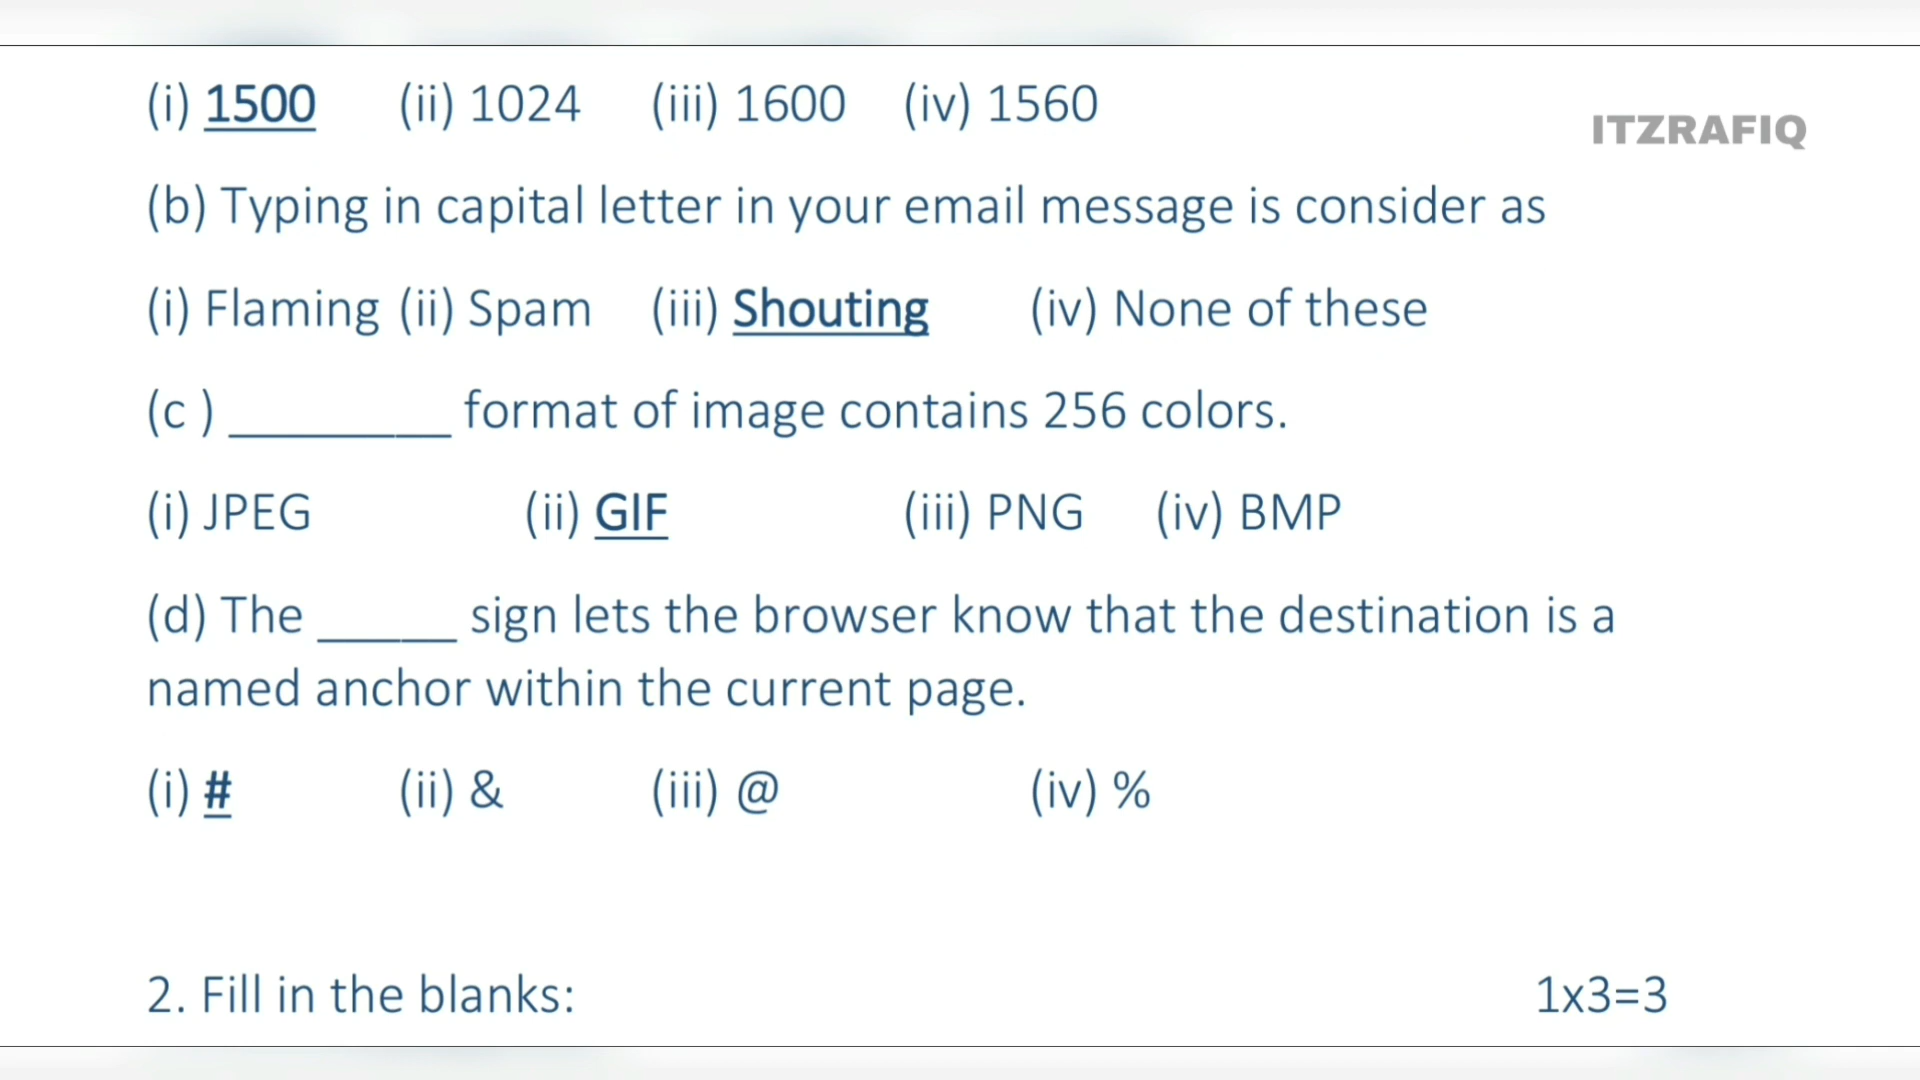 (i) 1500 (ii) 1024 (iii) 1600 (iv) 1560
ITZRAFIQ
(b) Typing in capital letter in your email message is consider as
(i) Flaming (ii) Spam (iii) Shouting (iv) None of these
(c ) ________ format of image contains 256 colors.
(i) JPEG (ii) GIF (iii) PNG (iv) BMP
(d) The _____ sign lets the browser know that the destination is a
named anchor within the current page.
(i) # (ii) & (iii) @ (iv) %
2. Fill in the blanks: 1x3=3